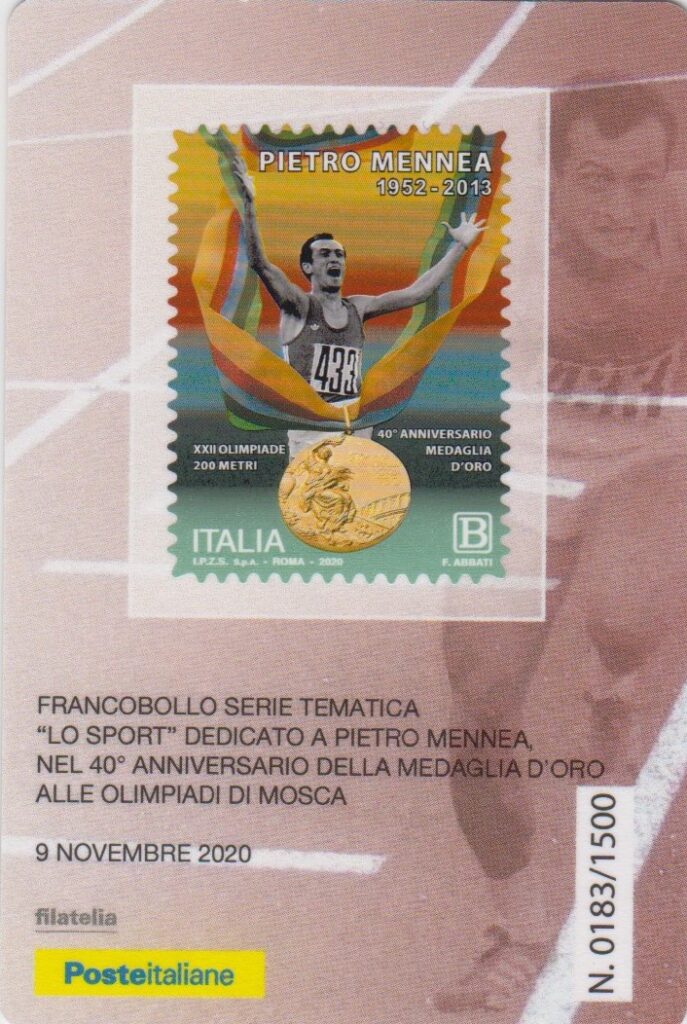 PIETRO MENNEA
1952 - 2013
433
XXII OLIMPIADE
200 METRI
40° ANNIVERSARIO
MEDAGLIA
D'ORO
ITALIA
B
I.P.Z.S. S.p.A. - ROMA - 2020
F. ABBATI
FRANCOBOLLO SERIE TEMATICA
“LO SPORT” DEDICATO A PIETRO MENNEA,
NEL 40° ANNIVERSARIO DELLA MEDAGLIA D’ORO
ALLE OLIMPIADI DI MOSCA
9 NOVEMBRE 2020
filatelia
Posteitaliane
N. 0183/1500